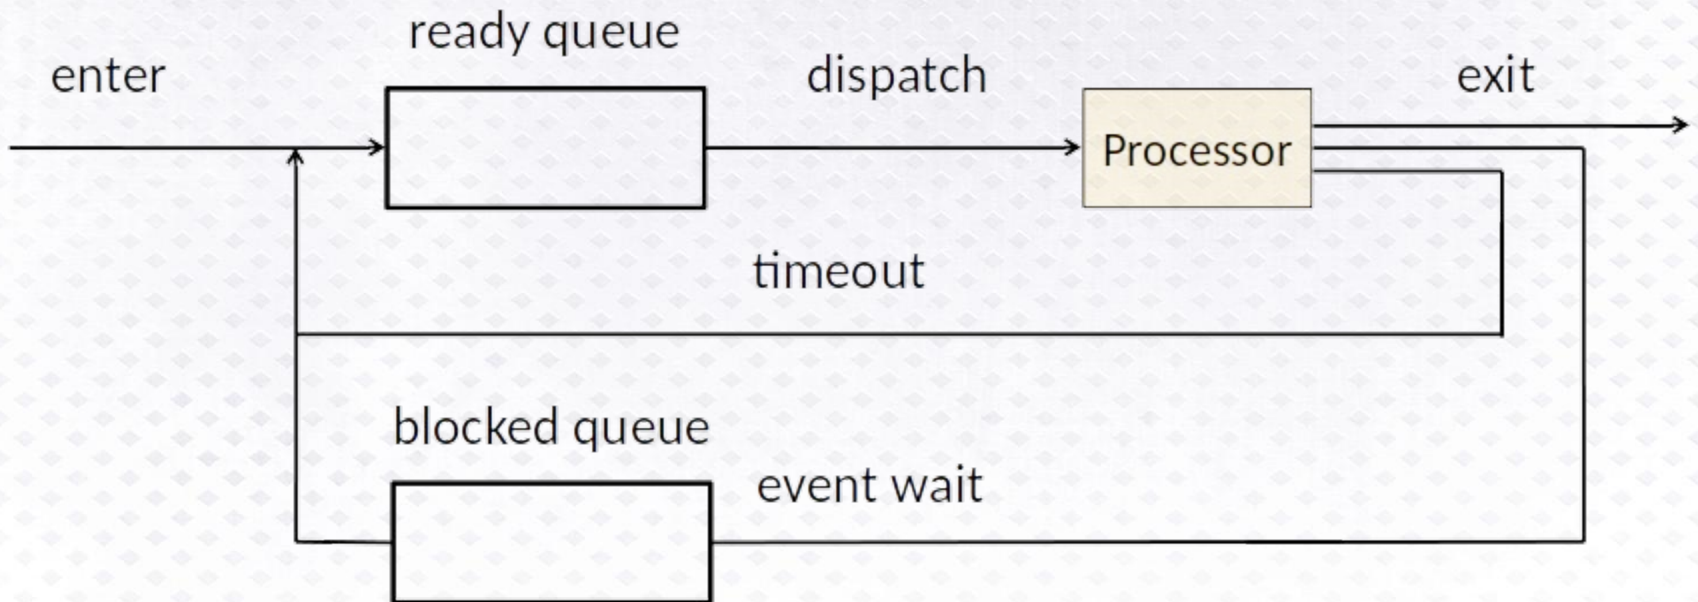 ready queue
enter
dispatch
exit
Processor
timeout
blocked queue
event wait